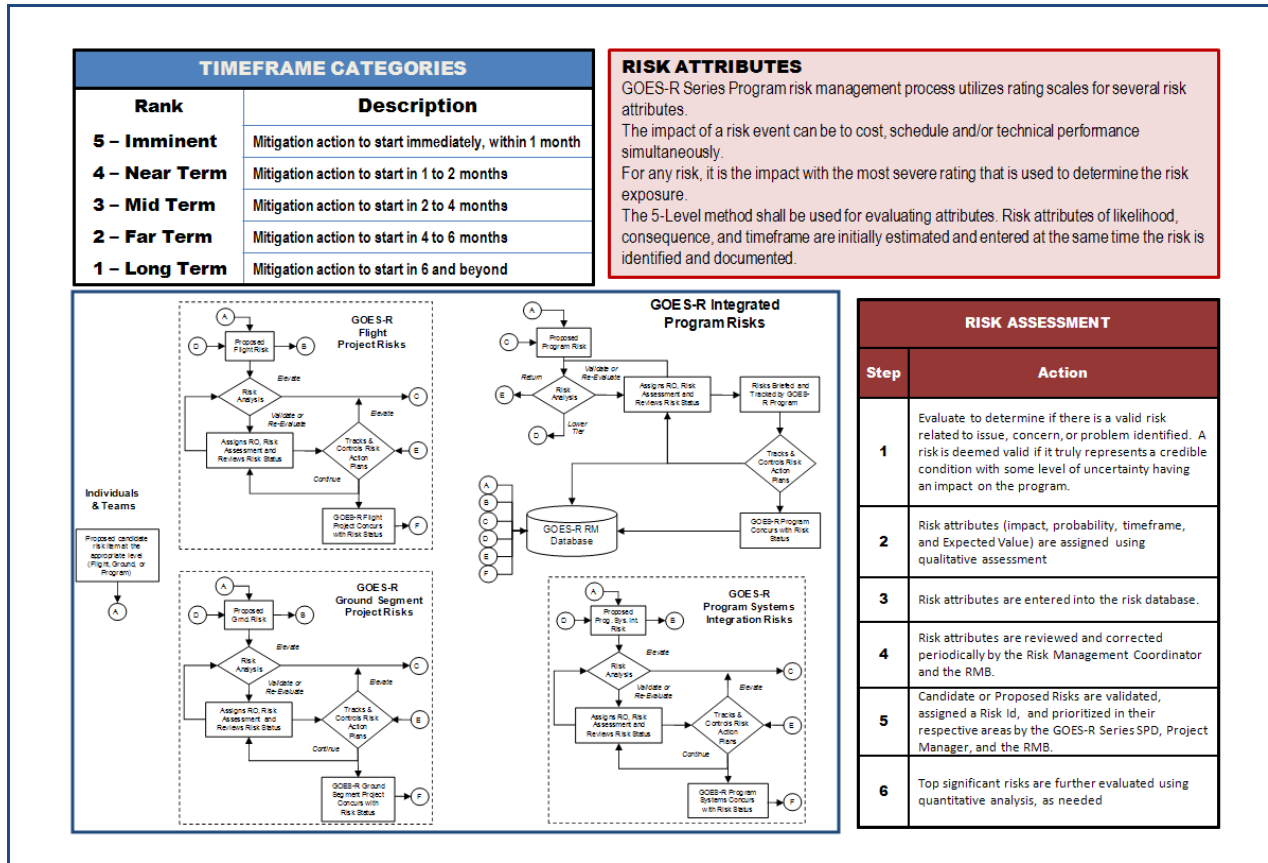 TIMEFRAME CATEGORIES
Rank
Description
5 – Imminent
Mitigation action to start immediately, within 1 month
4 – Near Term
Mitigation action to start in 1 to 2 months
3 – Mid Term
Mitigation action to start in 2 to 4 months
2 – Far Term
Mitigation action to start in 4 to 6 months
1 – Long Term
Mitigation action to start in 6 and beyond
RISK ATTRIBUTES
GOES-R Series Program risk management process utilizes rating scales for several risk
attributes.
The impact of a risk event can be to cost, schedule and/or technical performance
simultaneously.
For any risk, it is the impact with the most severe rating that is used to determine the risk
exposure.
The 5-Level method shall be used for evaluating attributes. Risk attributes of likelihood,
consequence, and timeframe are initially estimated and entered at the same time the risk is
identified and documented.
Individuals
& Teams
Proposed candidate
risk item at the
appropriate level
(Flight, Ground, or
Program)
A
GOES-R
Flight
Project Risks
A
D
Proposed
Flight Risk
B
Elevate
Risk
Analysis
C
Validate or
Re-Evaluate
Elevate
Assigns RO, Risk
Assessment and
Reviews Risk Status
Tracks &
Controls Risk
Action
Plans
E
Continue
GOES-R Flight
Project Concurs
with Risk Status
F
GOES-R Integrated
Program Risks
A
C
Proposed
Program Risk
Validate or
Re-Evaluate
Return
E
Risk
Analysis
Assigns RO, Risk
Assessment and
Reviews Risk Status
Risks Briefed and
Tracked by GOES-
R Program
Lower
Tier
D
Tracks &
Controls Risk
Action
Plans
A
B
C
D
E
F
GOES-R RM
Database
GOES-R Program
Concurs with Risk
Status
GOES-R
Ground Segment
Project Risks
A
D
Proposed
Grnd. Risk
B
Elevate
Risk
Analysis
C
Validate or
Re-Evaluate
Elevate
Assigns RO, Risk
Assessment and
Reviews Risk Status
Tracks &
Controls Risk
Action
Plans
E
Continue
GOES-R Ground
Segment Project
Concurs with
Risk Status
F
GOES-R
Program Systems
Integration Risks
A
D
Proposed
Prog. Sys. Int.
Risk
B
Elevate
Risk
Analysis
C
Validate or
Re-Evaluate
Elevate
Assigns RO, Risk
Assessment and
Reviews Risk Status
Tracks &
Controls Risk
Action
Plans
E
Continue
GOES-R Program
Systems Concurs
with Risk Status
F
RISK ASSESSMENT
Step
Action
1
Evaluate to determine if there is a valid risk
related to issue, concern, or problem identified. A
risk is deemed valid if it truly represents a credible
condition with some level of uncertainty having
an impact on the program.
2
Risk attributes (impact, probability, timeframe,
and Expected Value) are assigned using
qualitative assessment
3
Risk attributes are entered into the risk database.
4
Risk attributes are reviewed and corrected
periodically by the Risk Management Coordinator
and the RMB.
5
Candidate or Proposed Risks are validated,
assigned a Risk Id, and prioritized in their
respective areas by the GOES-R Series SPD, Project
Manager, and the RMB.
6
Top significant risks are further evaluated using
quantitative analysis, as needed